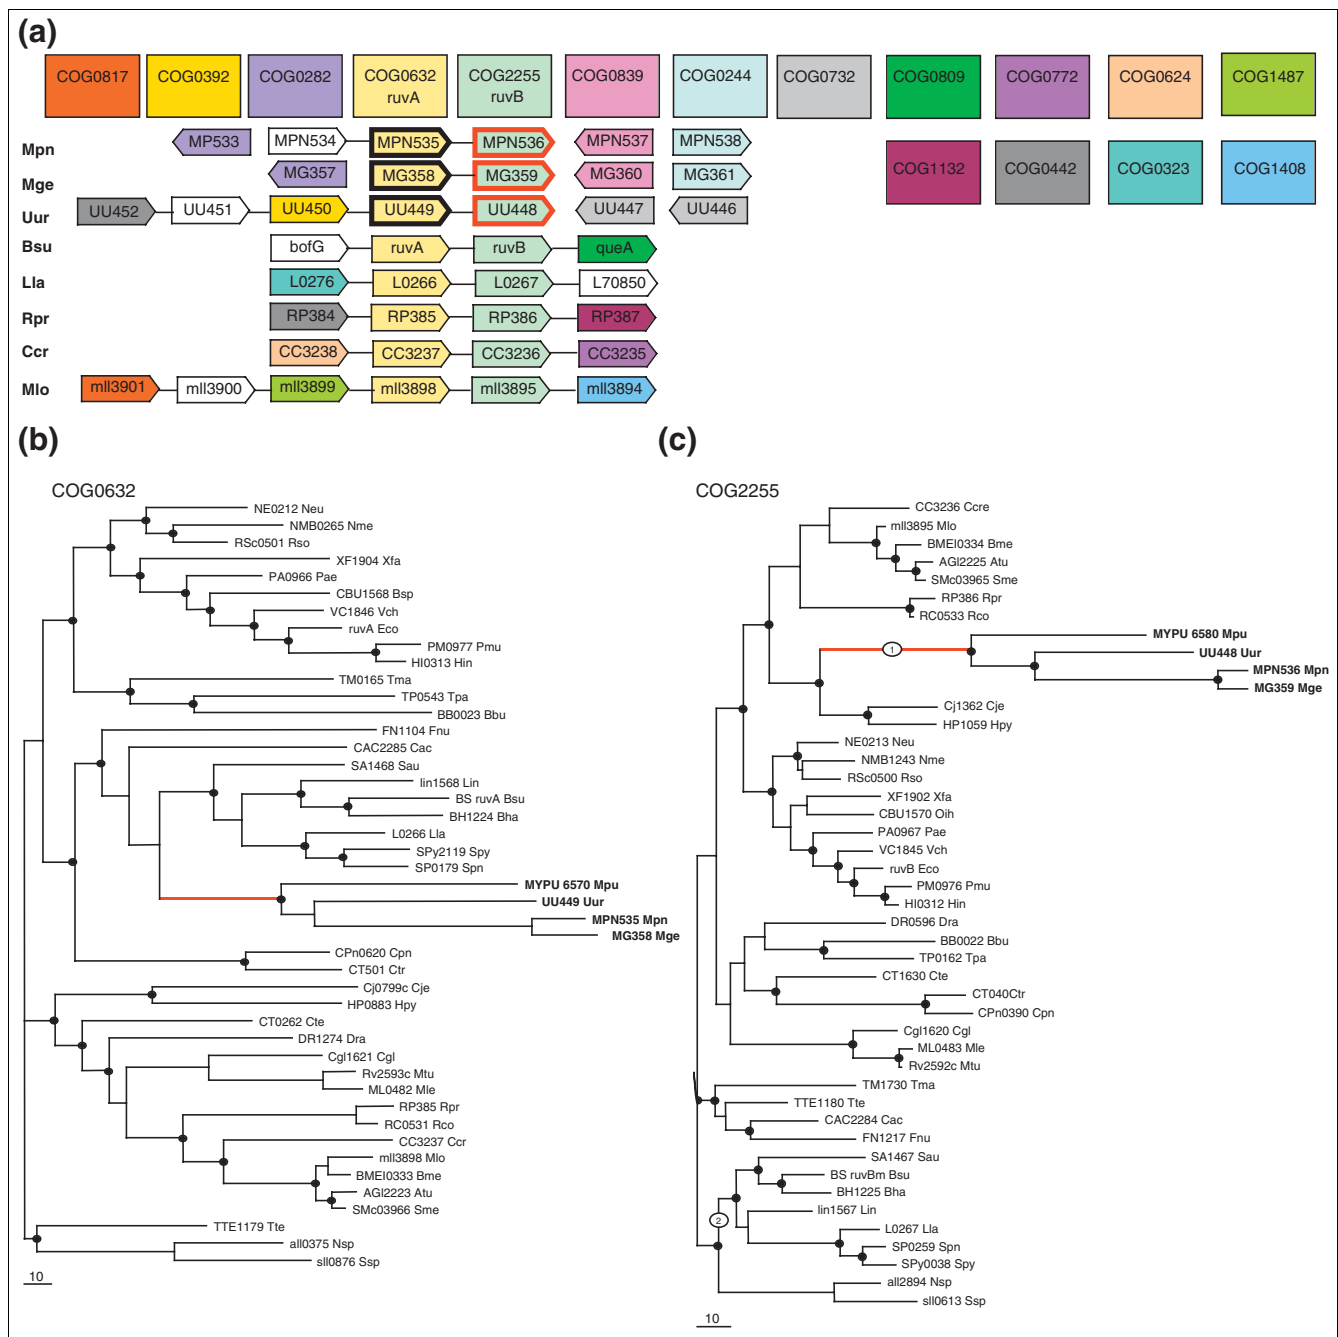 (a)
COG0817 COG0392 COG0282 COG0632 COG2255 COG0839 COG0244 COG0732 COG0809 COG0772 COG0624 COG1487
ruvA ruvB
Mpn MP533 MPN534 MPN535 MPN536 MPN537 MPN538
COG1132 COG0442 COG0323 COG1408
Mge MG357 MG358 MG359 MG360 MG361
Uur UU452 UU451 UU450 UU449 UU448 UU447 UU446
Bsu bofG ruvA ruvB queA
Lla L0276 L0266 L0267 L70850
Rpr RP384 RP385 RP386 RP387
Ccr CC3238 CC3237 CC3236 CC3235
Mlo mll3901 mll3900 mll3899 mll3898 mll3895 mll3894
(b)
COG0632
NE0212 Neu
NMB0265 Nme
RSc0501 Rso
XF1904 Xfa
PA0966 Pae
CBU1568 Bsp
VC1846 Vch
ruvA Eco
PM0977 Pmu
HI0313 Hin
TM0165 Tma
TP0543 Tpa
BB0023 Bbu
FN1104 Fnu
CAC2285 Cac
SA1468 Sau
lin1568 Lin
BS ruvA Bsu
BH1224 Bha
L0266 Lla
SPy2119 Spy
SP0179 Spn
MYPU 6570 Mpu
UU449 Uur
MPN535 Mpn
MG358 Mge
CPn0620 Cpn
CT501 Ctr
Cj0799c Cje
HP0883 Hpy
CT0262 Cte
DR1274 Dra
Cgl1621 Cgl
Rv2593c Mtu
ML0482 Mle
RP385 Rpr
RC0531 Rco
CC3237 Ccr
mll3898 Mlo
BMEI0333 Bme
AGl2223 Atu
SMc03966 Sme
TTE1179 Tte
all0375 Nsp
sll0876 Ssp
10
(c)
COG2255
CC3236 Ccre
mll3895 Mlo
BMEI0334 Bme
AGl2225 Atu
SMc03965 Sme
RP386 Rpr
RC0533 Rco
MYPU 6580 Mpu
1
UU448 Uur
MPN536 Mpn
MG359 Mge
Cj1362 Cje
HP1059 Hpy
NE0213 Neu
NMB1243 Nme
RSc0500 Rso
XF1902 Xfa
CBU1570 Oih
PA0967 Pae
VC1845 Vch
ruvB Eco
PM0976 Pmu
HI0312 Hin
DR0596 Dra
BB0022 Bbu
TP0162 Tpa
CT1630 Cte
CT040Ctr
CPn0390 Cpn
Cgl1620 Cgl
ML0483 Mle
Rv2592c Mtu
TM1730 Tma
TTE1180 Tte
CAC2284 Cac
FN1217 Fnu
SA1467 Sau
BS ruvBm Bsu
BH1225 Bha
lin1567 Lin
2
L0267 Lla
SP0259 Spn
SPy0038 Spy
all2894 Nsp
sll0613 Ssp
10